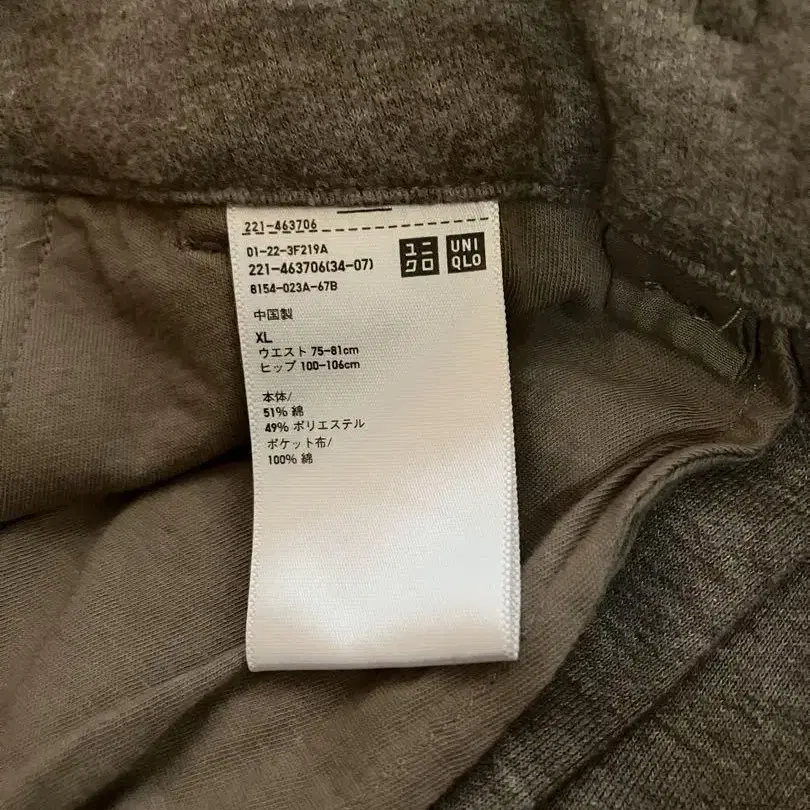 221-463706
01-22-3F219A
221-463706(34-07)
8154-023A-67B
ユニ
クロ
UNI
QLO
中国製
XL
ウエスト 75-81cm
ヒップ 100-106cm
本体/
51% 綿
49% ポリエステル
ポケット布/
100% 綿